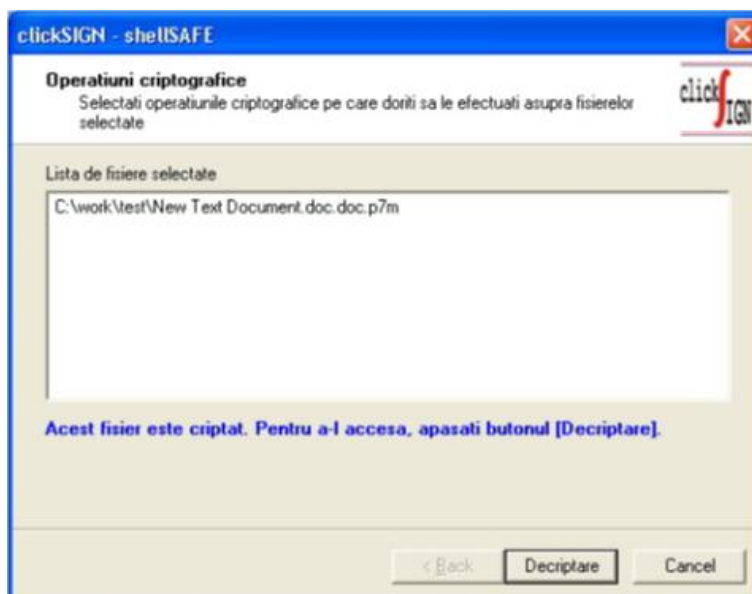 clickSIGN - shellSAFE
Operatiuni criptografice
Selectati operatiunile criptografice pe care doriti sa le efectuati asupra fisierelor
selectate
click SIGN
Lista de fisiere selectate
C:\work\test\New Text Document.doc.doc.p7m
Acest fisier este criptat. Pentru a-l accesa, apasati butonul [Decriptare].
< Back
Decriptare
Cancel